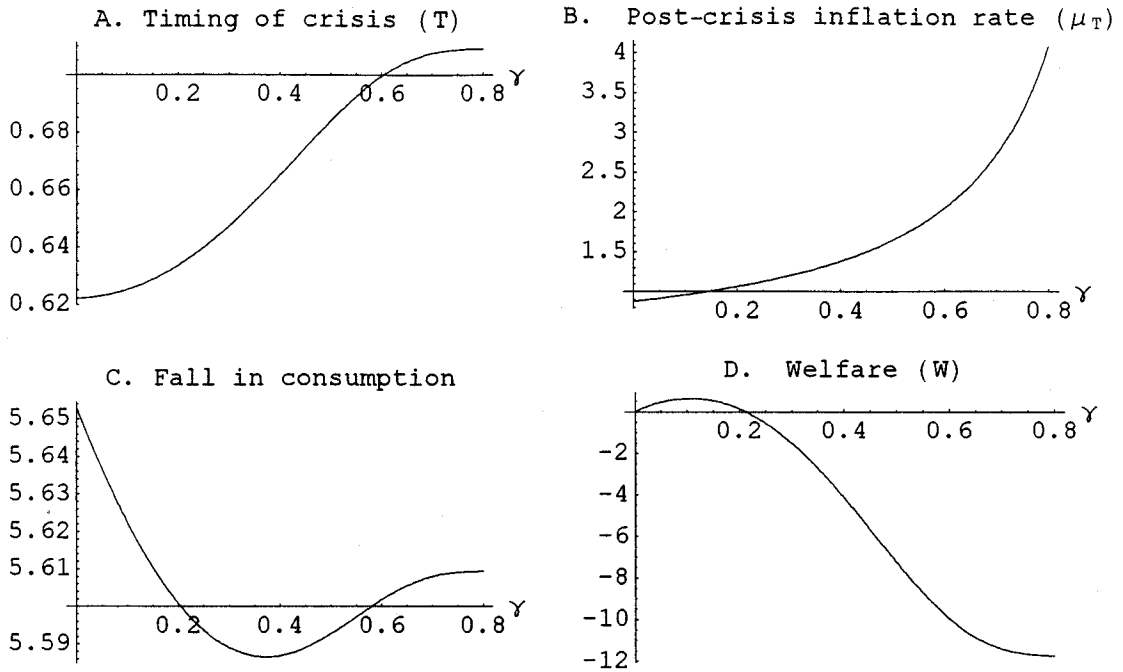 A. Timing of crisis (T)
γ
0.2 0.4 0.6 0.8
0.68
0.66
0.64
0.62
B. Post-crisis inflation rate (μT)
4
3.5
3
2.5
2
1.5
γ
0.2 0.4 0.6 0.8
C. Fall in consumption
5.65
5.64
5.63
5.62
5.61
γ
0.2 0.4 0.6 0.8
5.59
D. Welfare (W)
γ
0.2 0.4 0.6 0.8
-2
-4
-6
-8
-10
-12